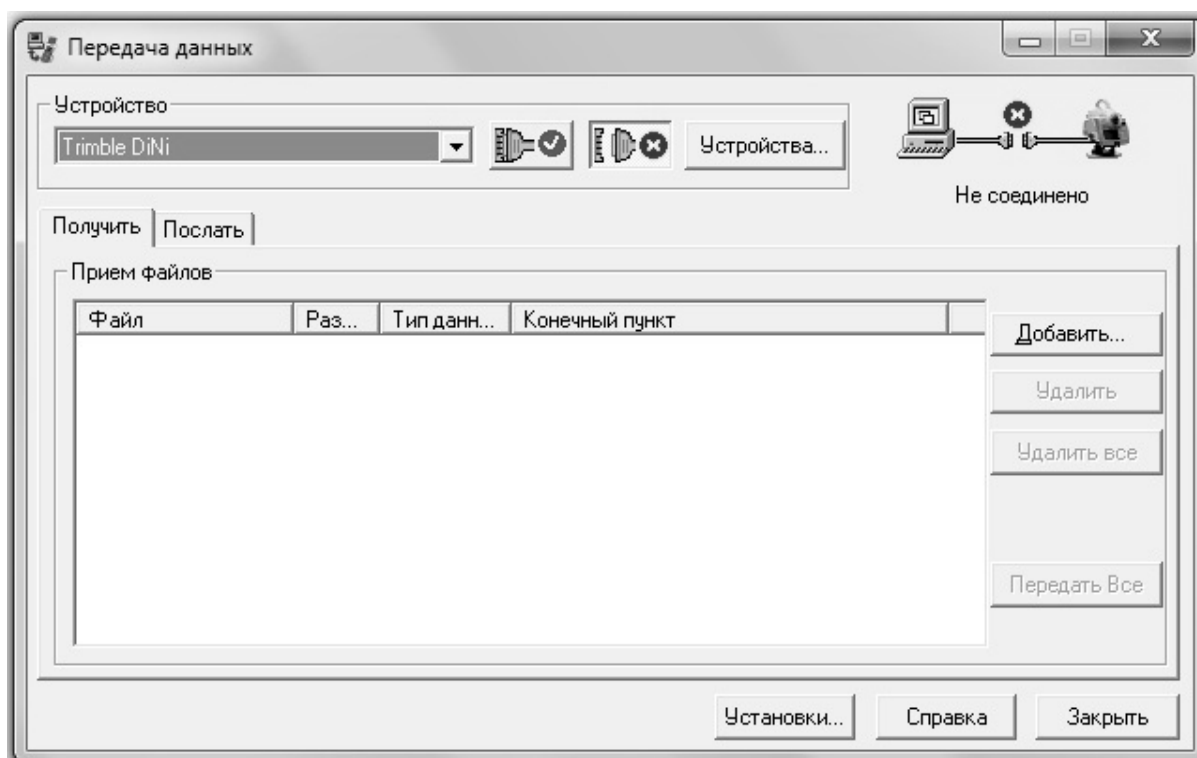 Передача данных
Устройство
Trimble DiNi
Устройства...
Не соединено
Получить
Послать
Прием файлов
Файл
Раз...
Тип данн...
Конечный пункт
Добавить...
Удалить
Удалить все
Передать Все
Установки...
Справка
Закрыть